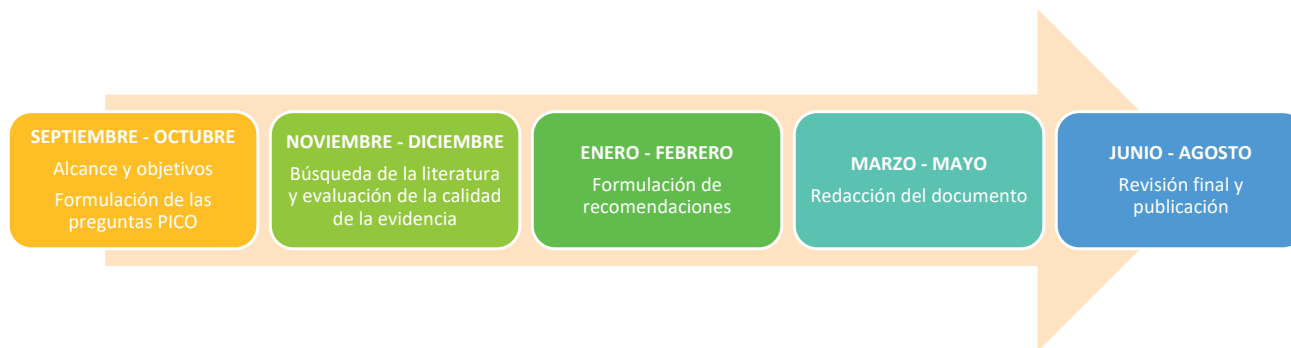 SEPTIEMBRE - OCTUBRE
Alcance y objetivos
Formulación de las
preguntas PICO
NOVIEMBRE - DICIEMBRE
Búsqueda de la literatura
y evaluación de la calidad
de la evidencia
ENERO - FEBRERO
Formulación de
recomendaciones
MARZO - MAYO
Redacción del documento
JUNIO - AGOSTO
Revisión final y
publicación